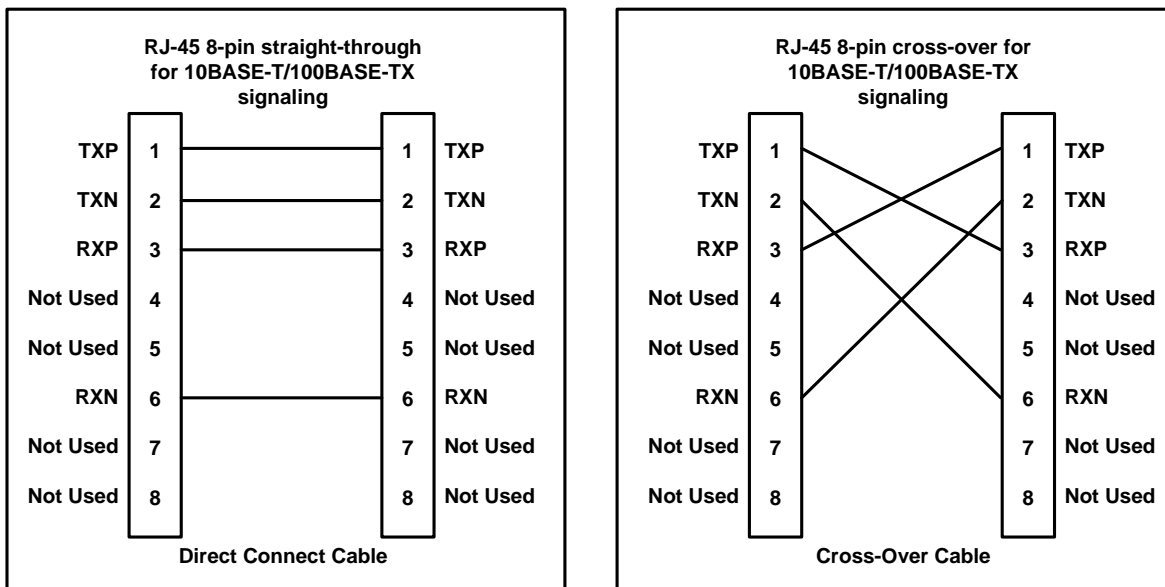 RJ-45 8-pin straight-through
for 10BASE-T/100BASE-TX
signaling
TXP 1 1 TXP
TXN 2 2 TXN
RXP 3 3 RXP
Not Used 4 4 Not Used
Not Used 5 5 Not Used
RXN 6 6 RXN
Not Used 7 7 Not Used
Not Used 8 8 Not Used
Direct Connect Cable
RJ-45 8-pin cross-over for
10BASE-T/100BASE-TX
signaling
TXP 1 1 TXP
TXN 2 2 TXN
RXP 3 3 RXP
Not Used 4 4 Not Used
Not Used 5 5 Not Used
RXN 6 6 RXN
Not Used 7 7 Not Used
Not Used 8 8 Not Used
Cross-Over Cable